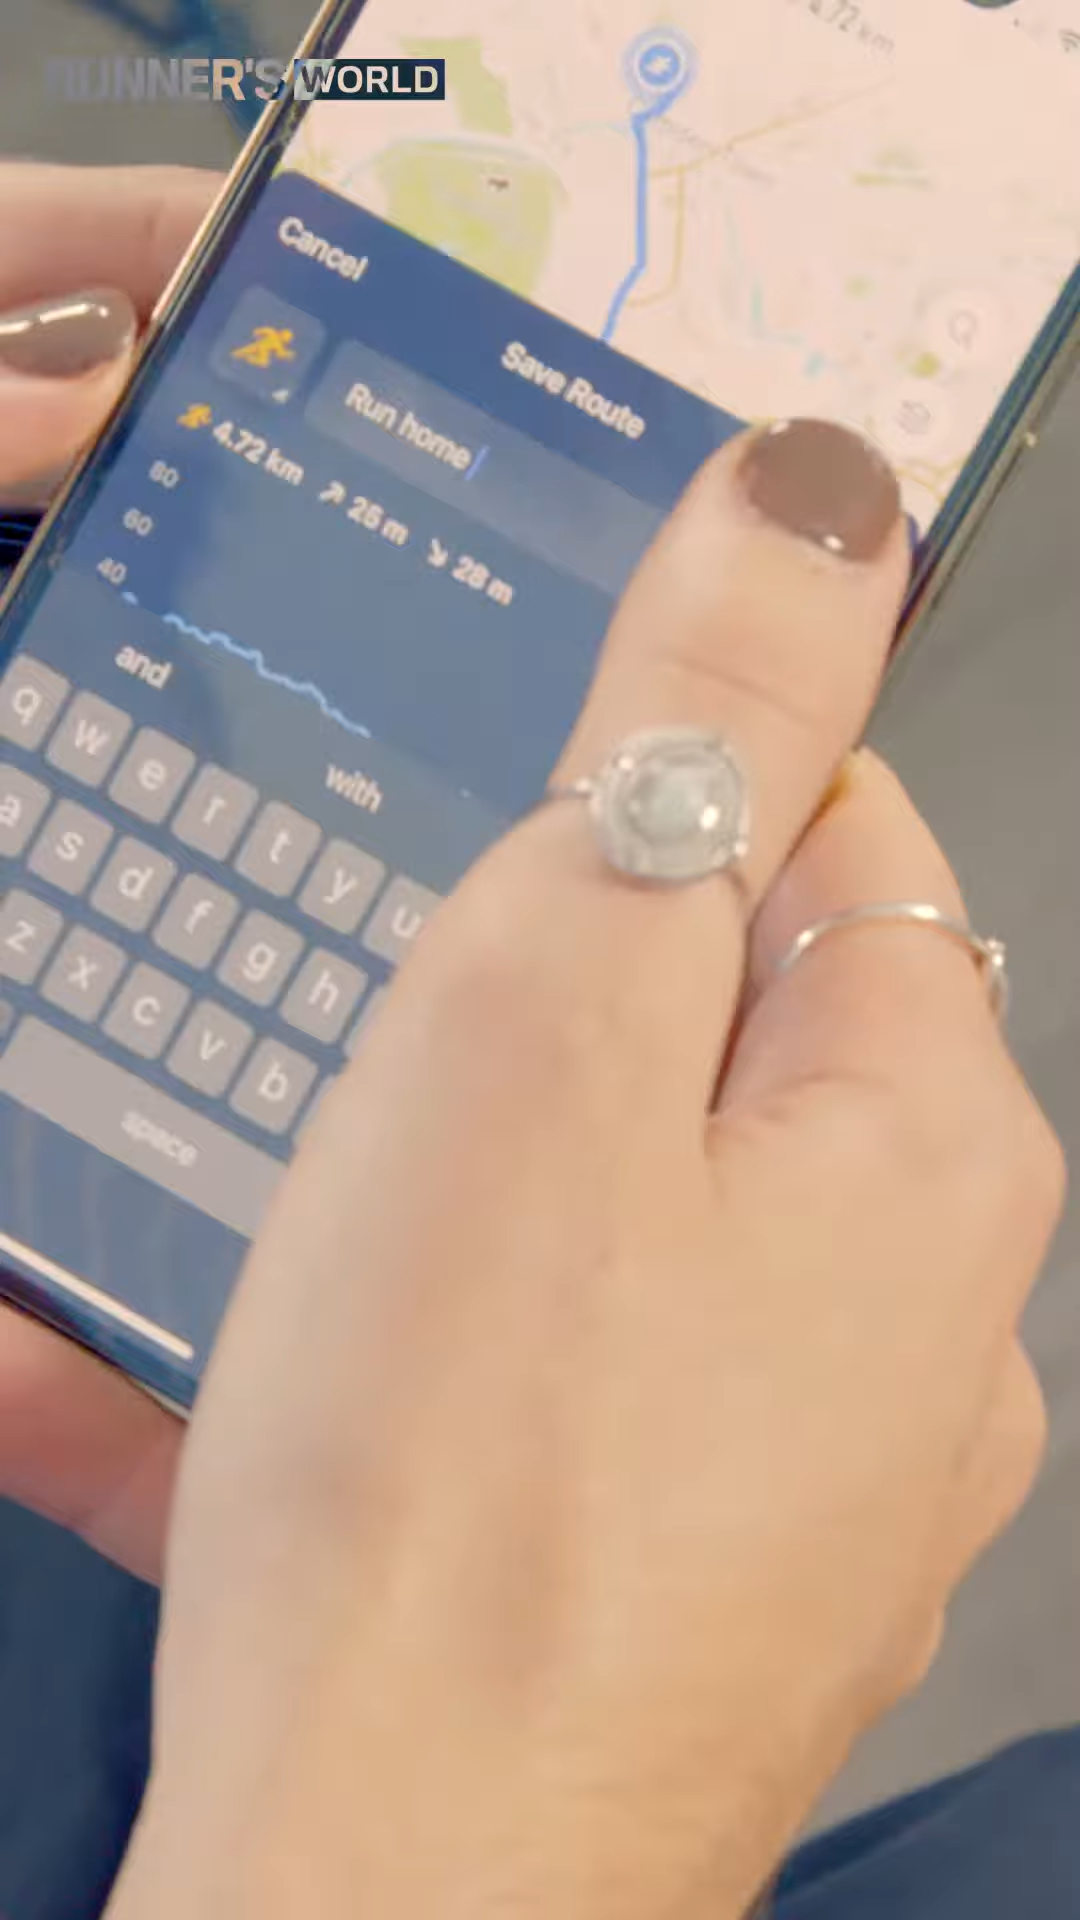 RUNNER'S WORLD
4.72 km
Cancel
Save Route
Run home
4.72 km 25 m 28 m
80
60
40
and
with
q w e r t y u
a s d f g h
z x c v b
space